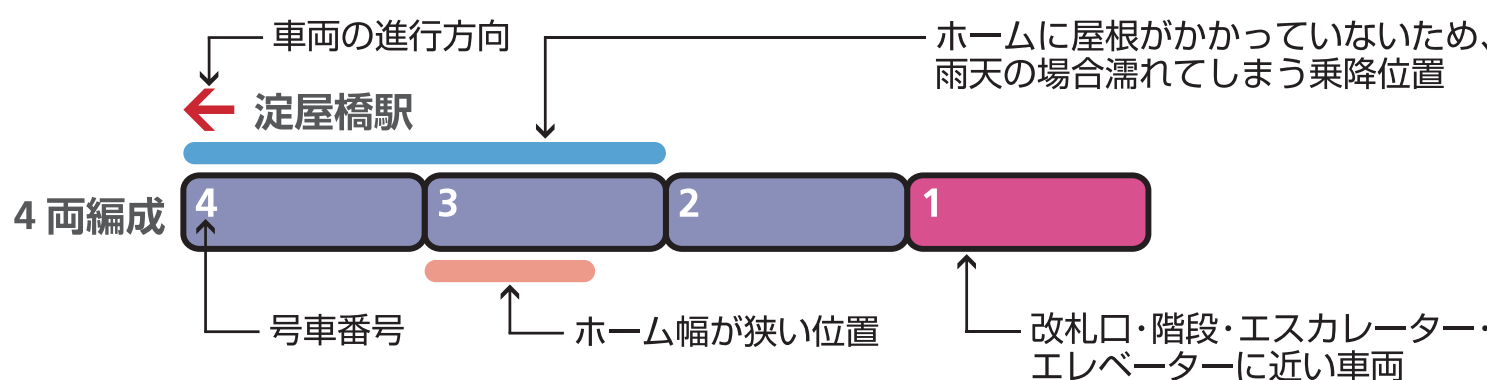 車両の進行方向
ホームに屋根がかかっていないため、
雨天の場合濡れてしまう乗降位置
淀屋橋駅
4 両編成
4
3
2
1
号車番号
ホーム幅が狭い位置
改札口・階段・エスカレーター・
エレベーターに近い車両